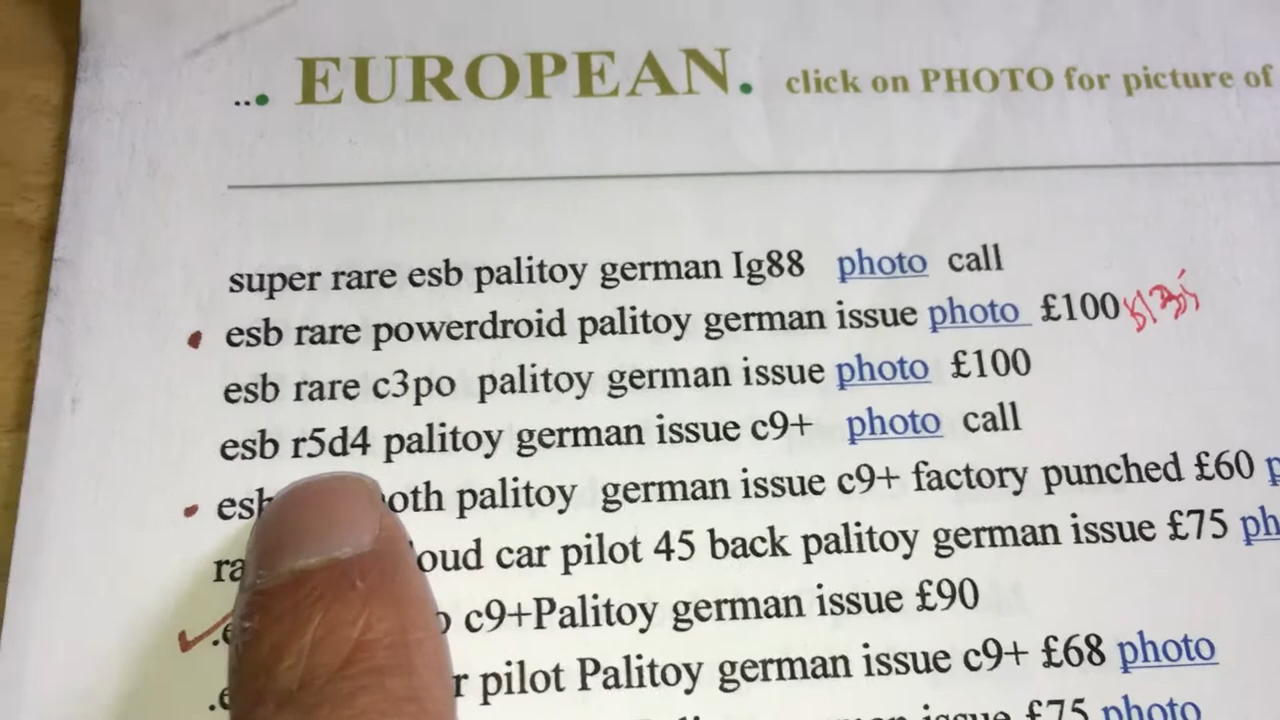 ... EUROPEAN. click on PHOTO for picture of
super rare esb palitoy german Ig88 photo call
esb rare powerdroid palitoy german issue photo £100
esb rare c3po palitoy german issue photo £100
esb r5d4 palitoy german issue c9+ photo call
palitoy german issue c9+ factory punched £60
car pilot 45 back palitoy german issue £75
c9+Palitoy german issue £90
pilot Palitoy german issue c9+ £68 photo
issue £75 photo